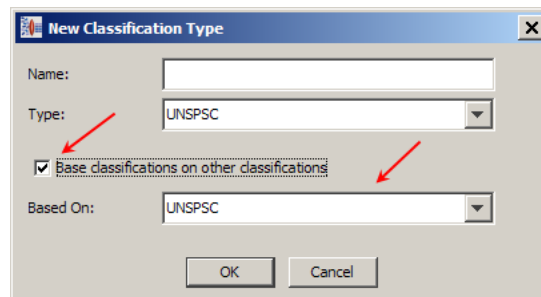 New Classification Type
Name:
Type: UNSPSC
Base classifications on other classifications
Based On: UNSPSC
OK Cancel